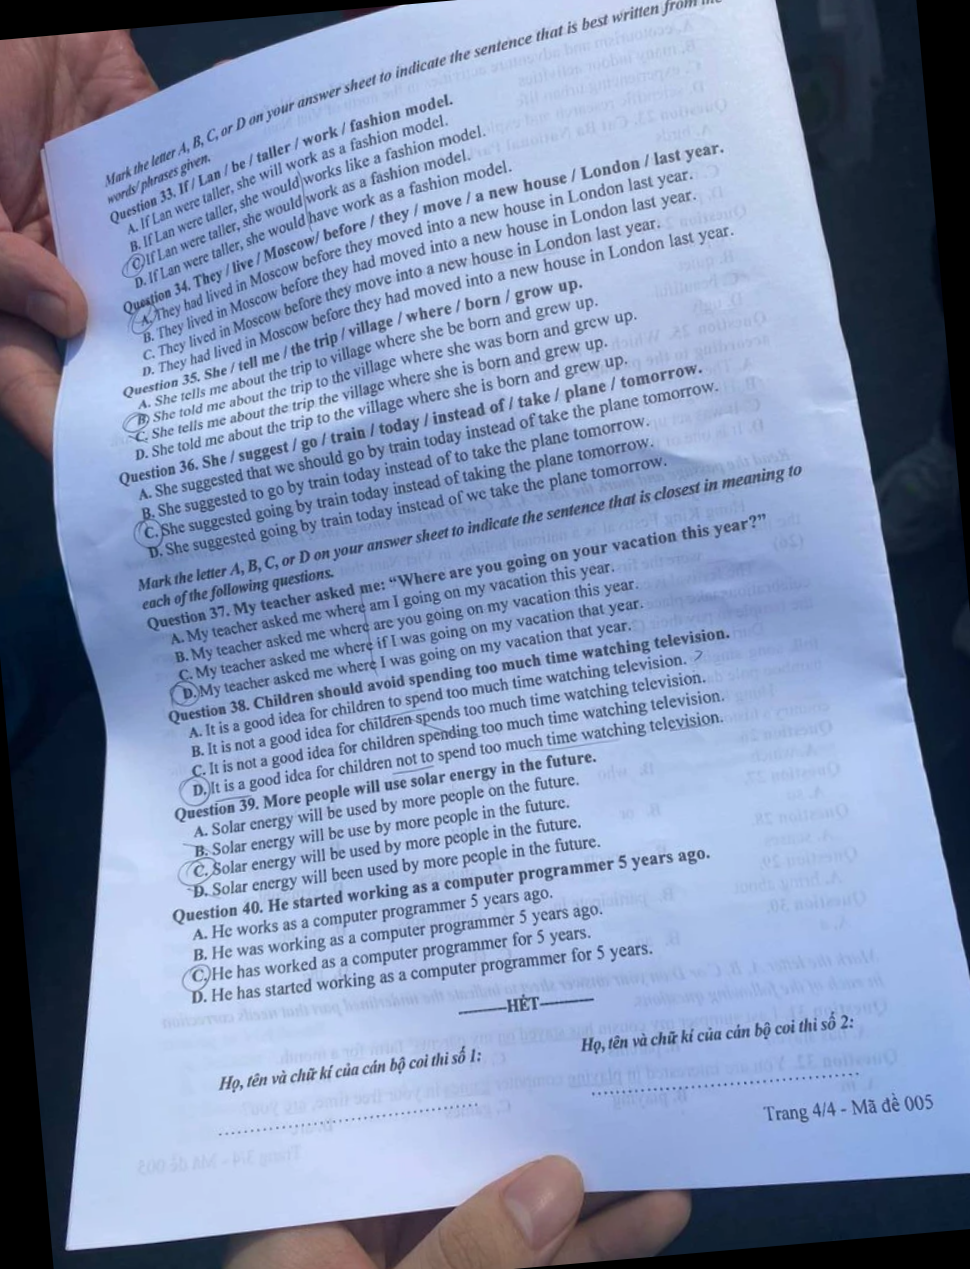 Mark the letter A, B, C, or D on your answer sheet to indicate the sentence that is best written from the
words/phrases given.
Question 33. If / Lan / be / taller / work / fashion model.
A. If Lan were taller, she will work as a fashion model.
B. If Lan were taller, she would works like a fashion model.
C. If Lan were taller, she would work as a fashion model.
D. If Lan were taller, she would have work as a fashion model.
Question 34. They / live / Moscow/ before / they / move / a new house / London / last year.
A. They had lived in Moscow before they moved into a new house in London last year.
B. They lived in Moscow before they had moved into a new house in London last year.
C. They lived in Moscow before they move into a new house in London last year.
D. They had lived in Moscow before they had moved into a new house in London last year.
Question 35. She / tell me / the trip / village / where / born / grow up.
A. She tells me about the trip to village where she be born and grew up.
B. She told me about the trip to the village where she was born and grew up.
C. She tells me about the trip the village where she is born and grew up.
D. She told me about the trip to the village where she is born and grew up.
Question 36. She / suggest / go / train / today / instead of / take / plane / tomorrow.
A. She suggested that we should go by train today instead of take the plane tomorrow.
B. She suggested to go by train today instead of to take the plane tomorrow.
C. She suggested going by train today instead of taking the plane tomorrow.
D. She suggested going by train today instead of we take the plane tomorrow.
Mark the letter A, B, C, or D on your answer sheet to indicate the sentence that is closest in meaning to
each of the following questions.
Question 37. My teacher asked me: “Where are you going on your vacation this year?”
A. My teacher asked me where am I going on my vacation this year.
B. My teacher asked me where are you going on my vacation this year.
C. My teacher asked me where if I was going on my vacation that year.
D. My teacher asked me where I was going on my vacation that year.
Question 38. Children should avoid spending too much time watching television.
A. It is a good idea for children to spend too much time watching television. ?
B. It is not a good idea for children spends too much time watching television.
C. It is not a good idea for children spending too much time watching television.
D. It is a good idea for children not to spend too much time watching television.
Question 39. More people will use solar energy in the future.
A. Solar energy will be used by more people on the future.
B. Solar energy will be use by more people in the future.
C. Solar energy will be used by more people in the future.
D. Solar energy will been used by more people in the future.
Question 40. He started working as a computer programmer 5 years ago.
A. He works as a computer programmer 5 years ago.
B. He was working as a computer programmer 5 years ago.
C. He has worked as a computer programmer for 5 years.
D. He has started working as a computer programmer for 5 years.
———HẾT———
Họ, tên và chữ kí của cán bộ coi thi số 1: Họ, tên và chữ kí của cán bộ coi thi số 2:
Trang 4/4 - Mã đề 005